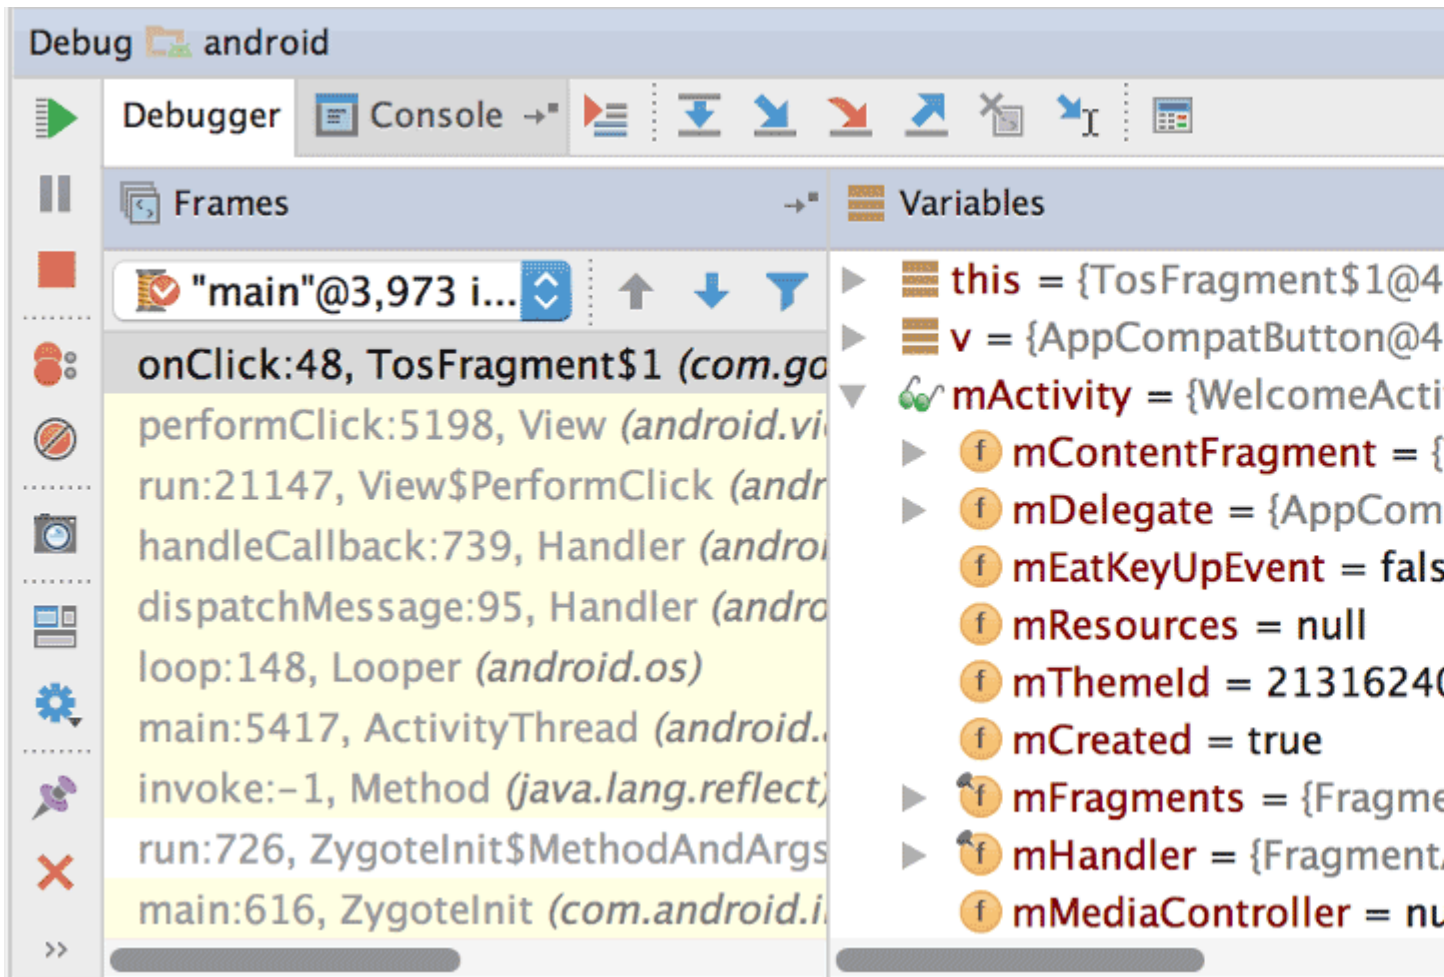 Debug android
Debugger Console
Frames
"main"@3,973 i...
onClick:48, TosFragment$1 (com.go
performClick:5198, View (android.vi
run:21147, View$PerformClick (andr
handleCallback:739, Handler (androi
dispatchMessage:95, Handler (andro
loop:148, Looper (android.os)
main:5417, ActivityThread (android.
invoke:-1, Method (java.lang.reflect)
run:726, ZygoteInit$MethodAndArgs
main:616, ZygoteInit (com.android.i
Variables
this = {TosFragment$1@4
v = {AppCompatButton@4
mActivity = {WelcomeActi
f mContentFragment = {
f mDelegate = {AppCom
f mEatKeyUpEvent = fals
f mResources = null
f mThemeId = 21316240
f mCreated = true
f mFragments = {Fragme
f mHandler = {Fragment
f mMediaController = nu